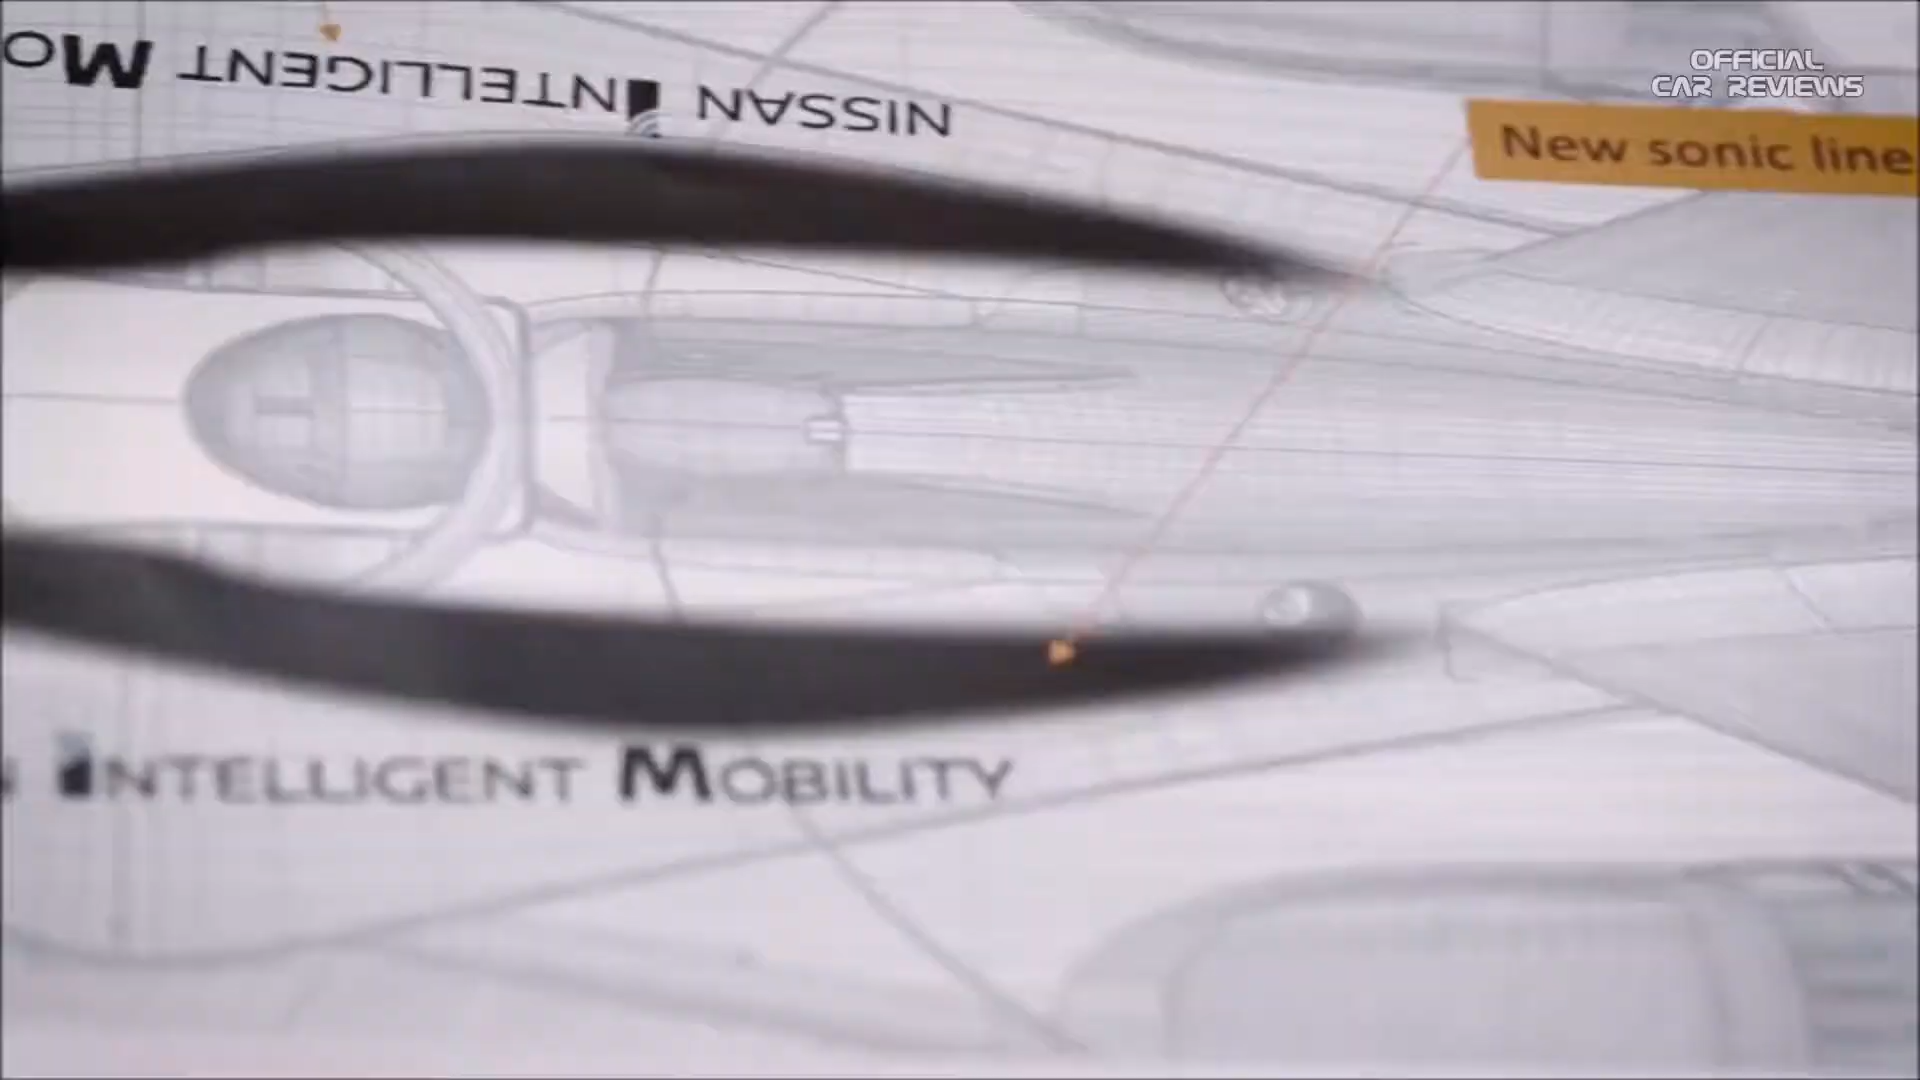 OFFICIAL
CAR REVIEWS
NISSAN INTELLIGENT MO
New sonic line
INTELLIGENT MOBILITY